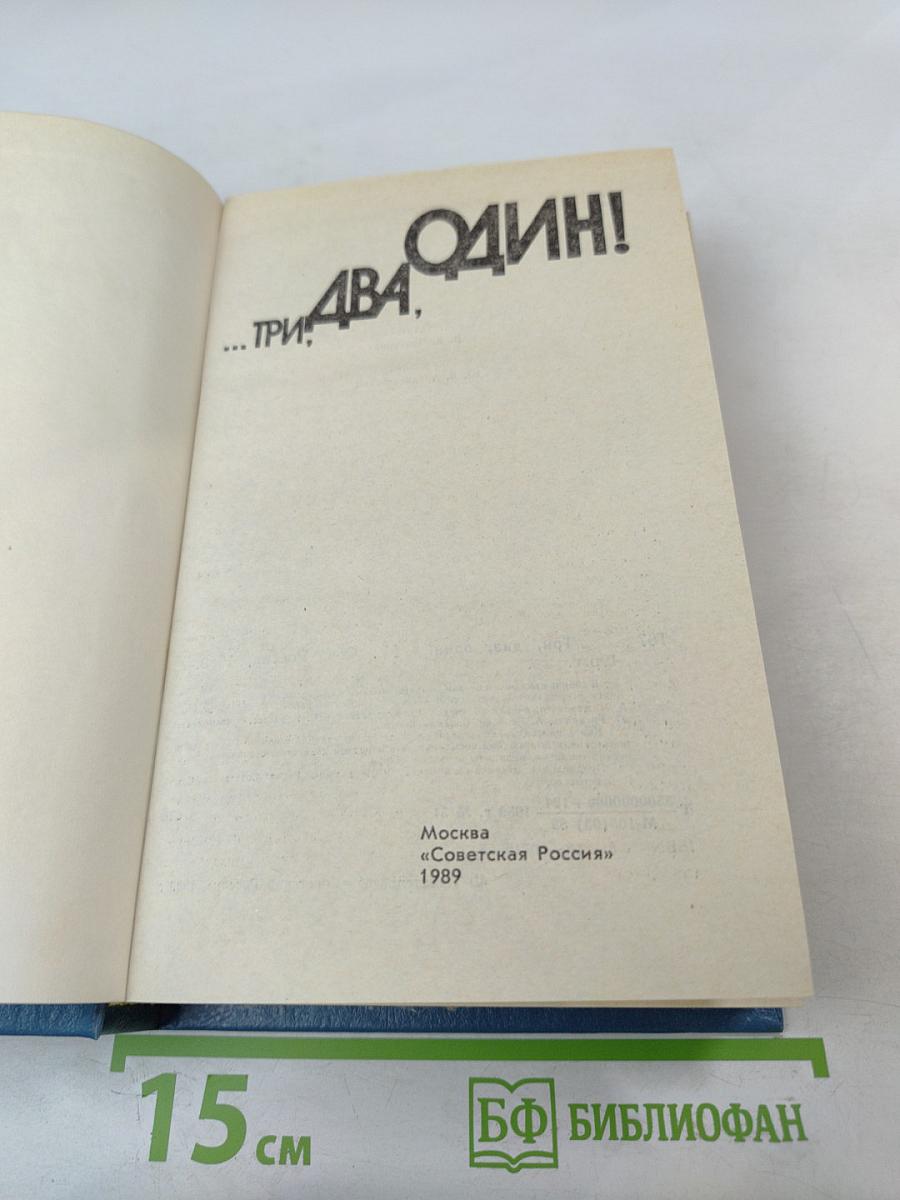 ...ТРИ, ДВА, ОДИН!
Москва
«Советская Россия»
1989
15 см
БФ БИБЛИОФАН